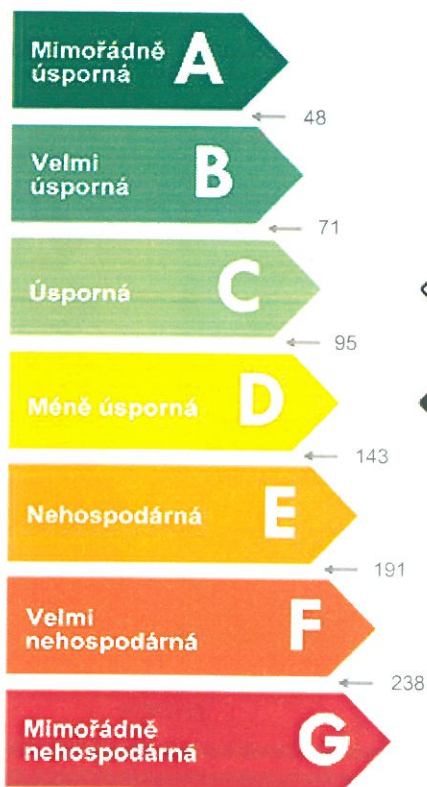 Mimořádně
úsporná
A
48
Velmi
úsporná
B
71
Úsporná
C
95
Méně úsporná
D
143
Nehospodárná
E
191
Velmi
nehospodárná
F
238
Mimořádně
nehospodárná
G